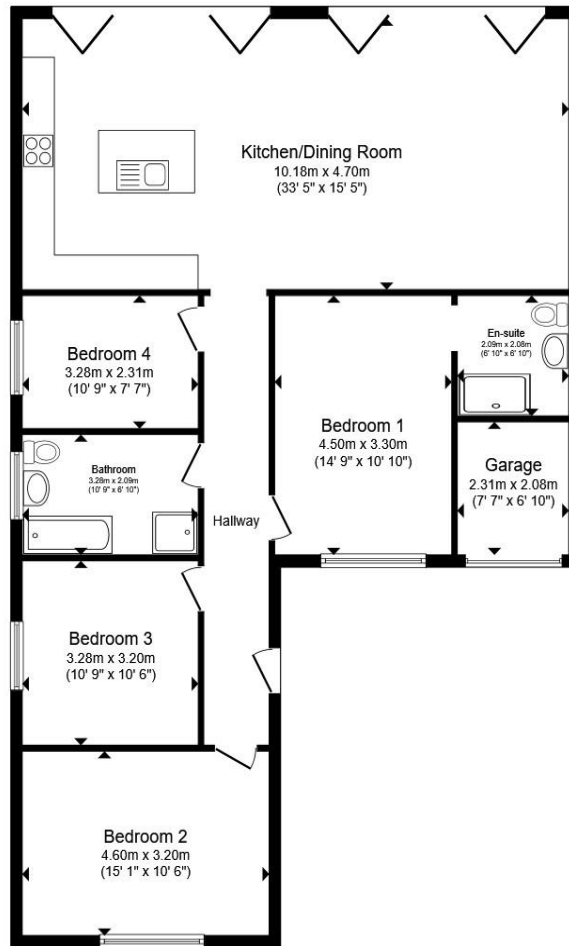 Kitchen/Dining Room
10.18m x 4.70m
(33' 5" x 15' 5")
Bedroom 4
3.28m x 2.31m
(10' 9" x 7' 7")
En-suite
2.09m x 2.08m
(6' 10" x 6' 10")
Bedroom 1
4.50m x 3.30m
(14' 9" x 10' 10")
Garage
2.31m x 2.08m
(7' 7" x 6' 10")
Bathroom
3.28m x 2.09m
(10' 9" x 6' 10")
Hallway
Bedroom 3
3.28m x 3.20m
(10' 9" x 10' 6")
Bedroom 2
4.60m x 3.20m
(15' 1" x 10' 6")